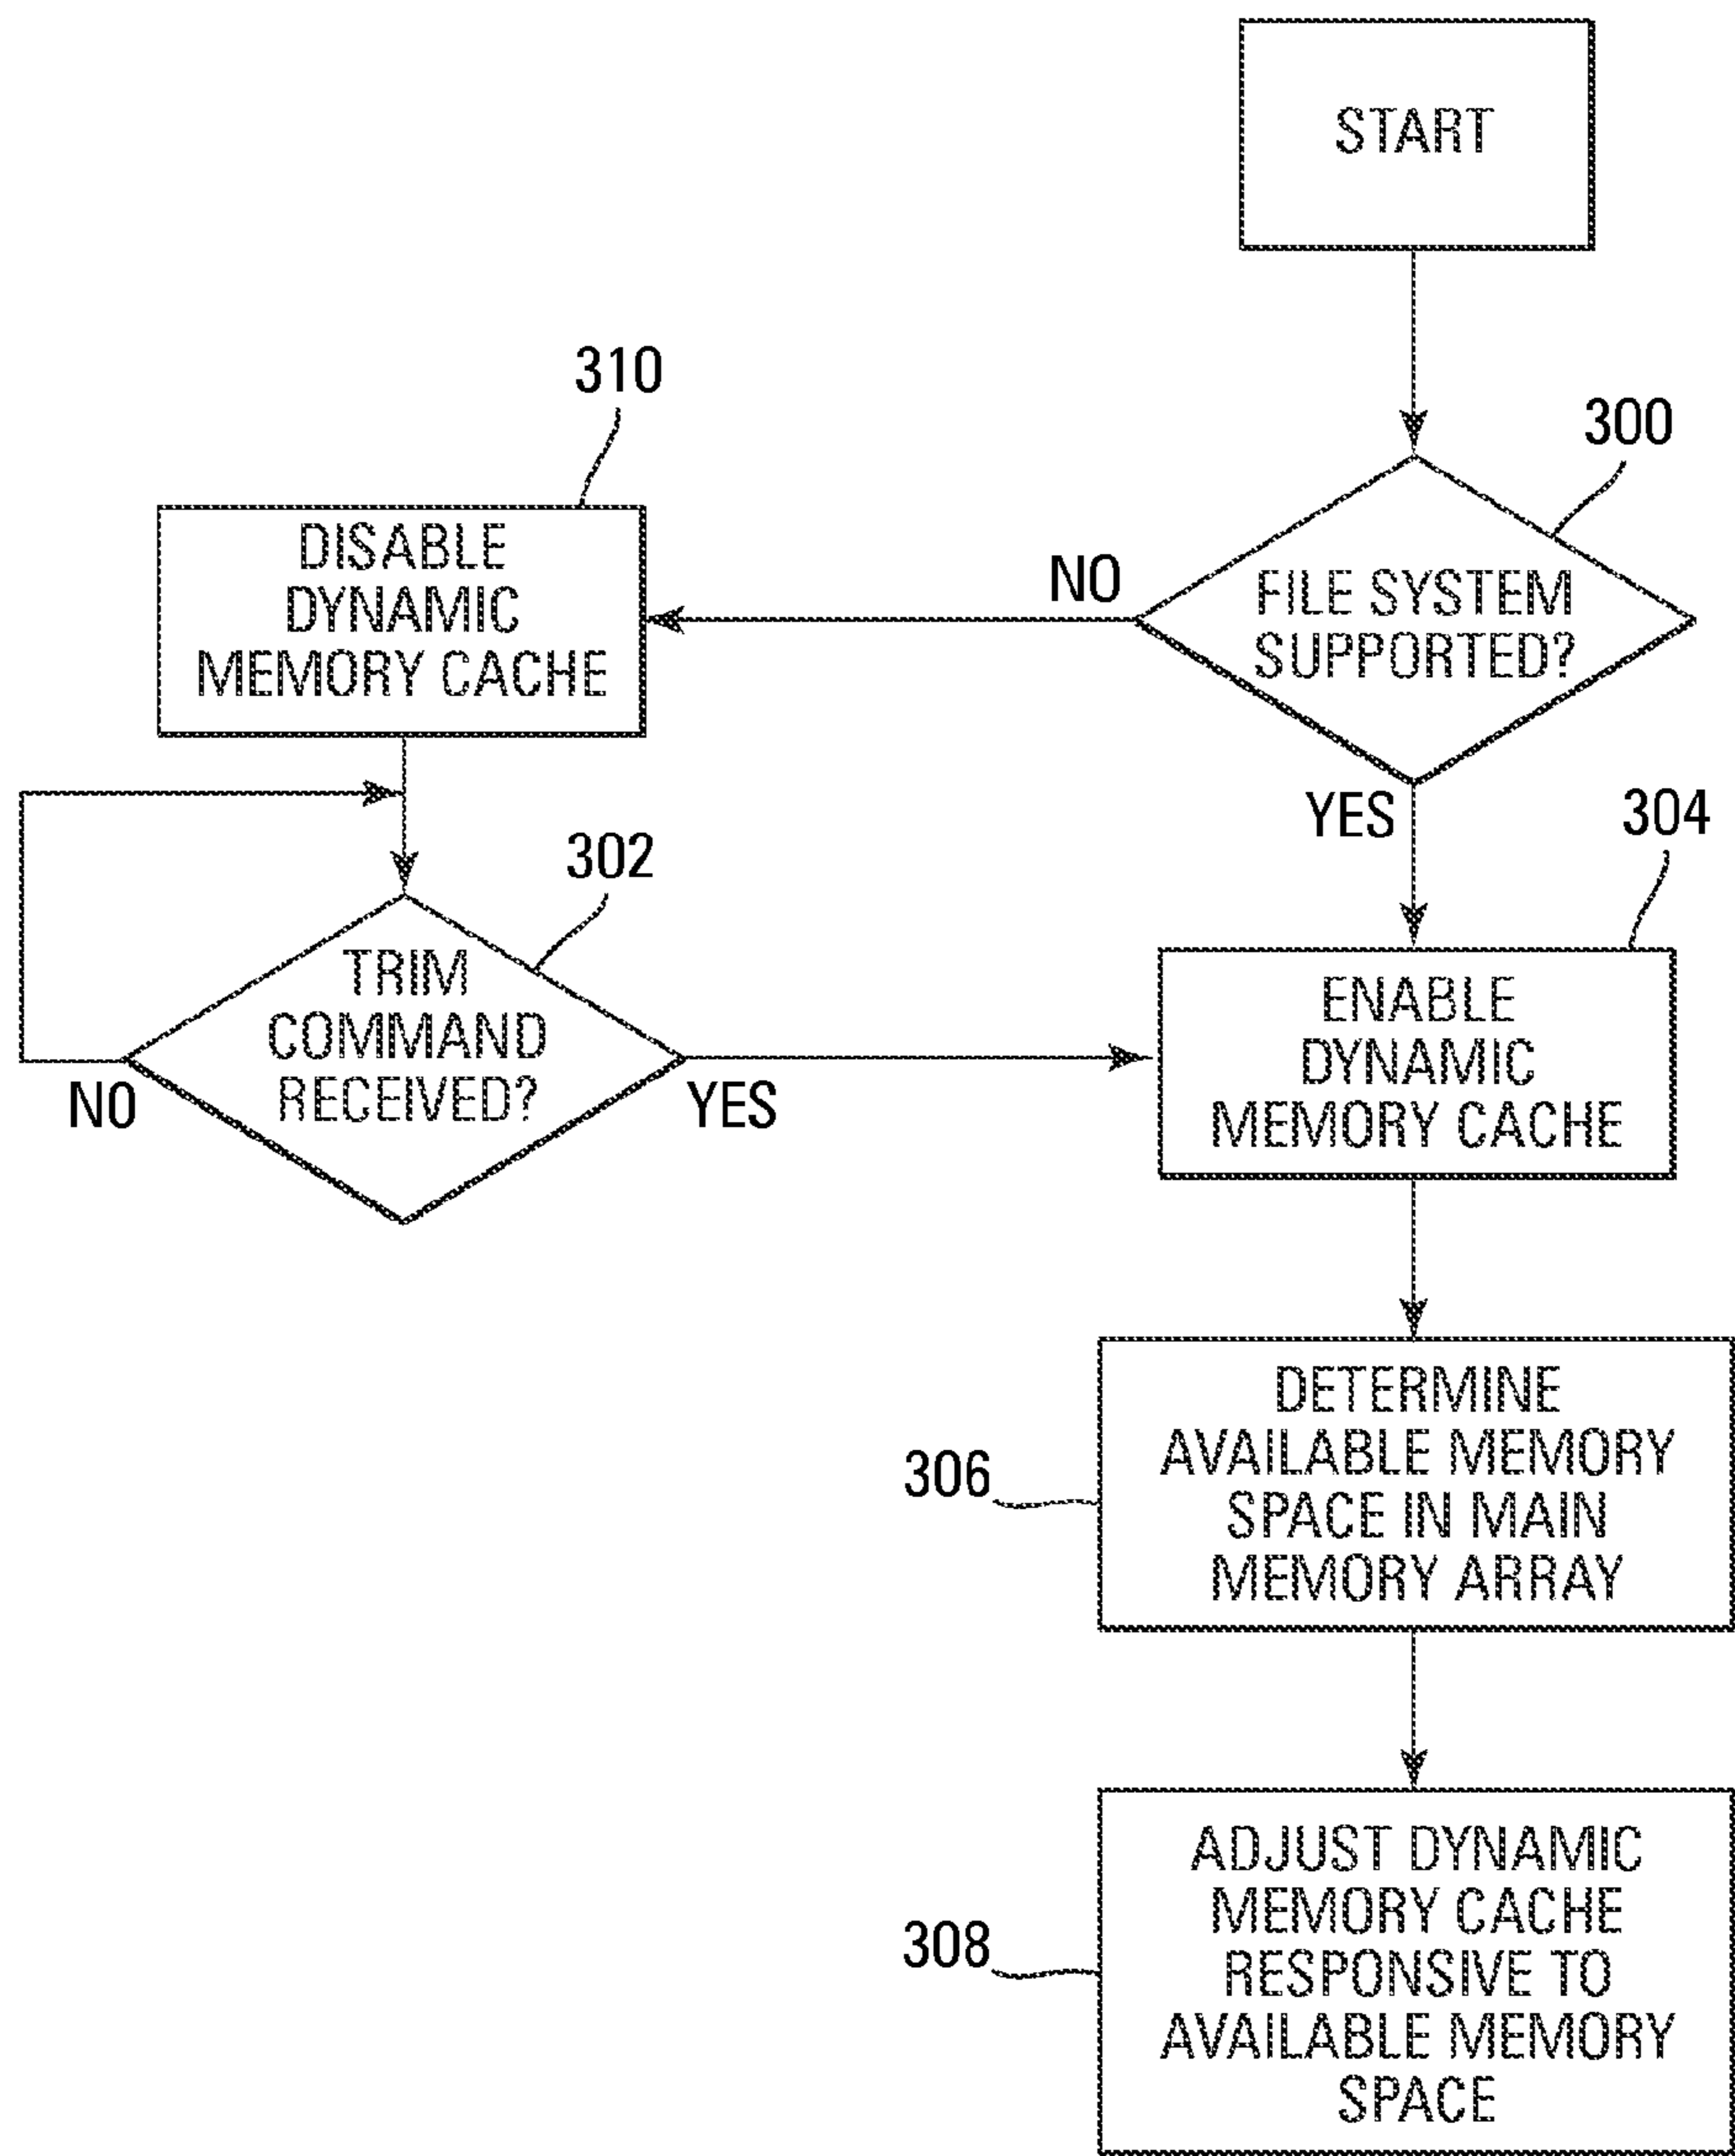 START
310
300
DISABLE
DYNAMIC
MEMORY CACHE
NO
FILE SYSTEM
SUPPORTED?
YES
304
302
TRIM
COMMAND
RECEIVED?
NO
YES
ENABLE
DYNAMIC
MEMORY CACHE
306
DETERMINE
AVAILABLE MEMORY
SPACE IN MAIN
MEMORY ARRAY
308
ADJUST DYNAMIC
MEMORY CACHE
RESPONSIVE TO
AVAILABLE MEMORY
SPACE